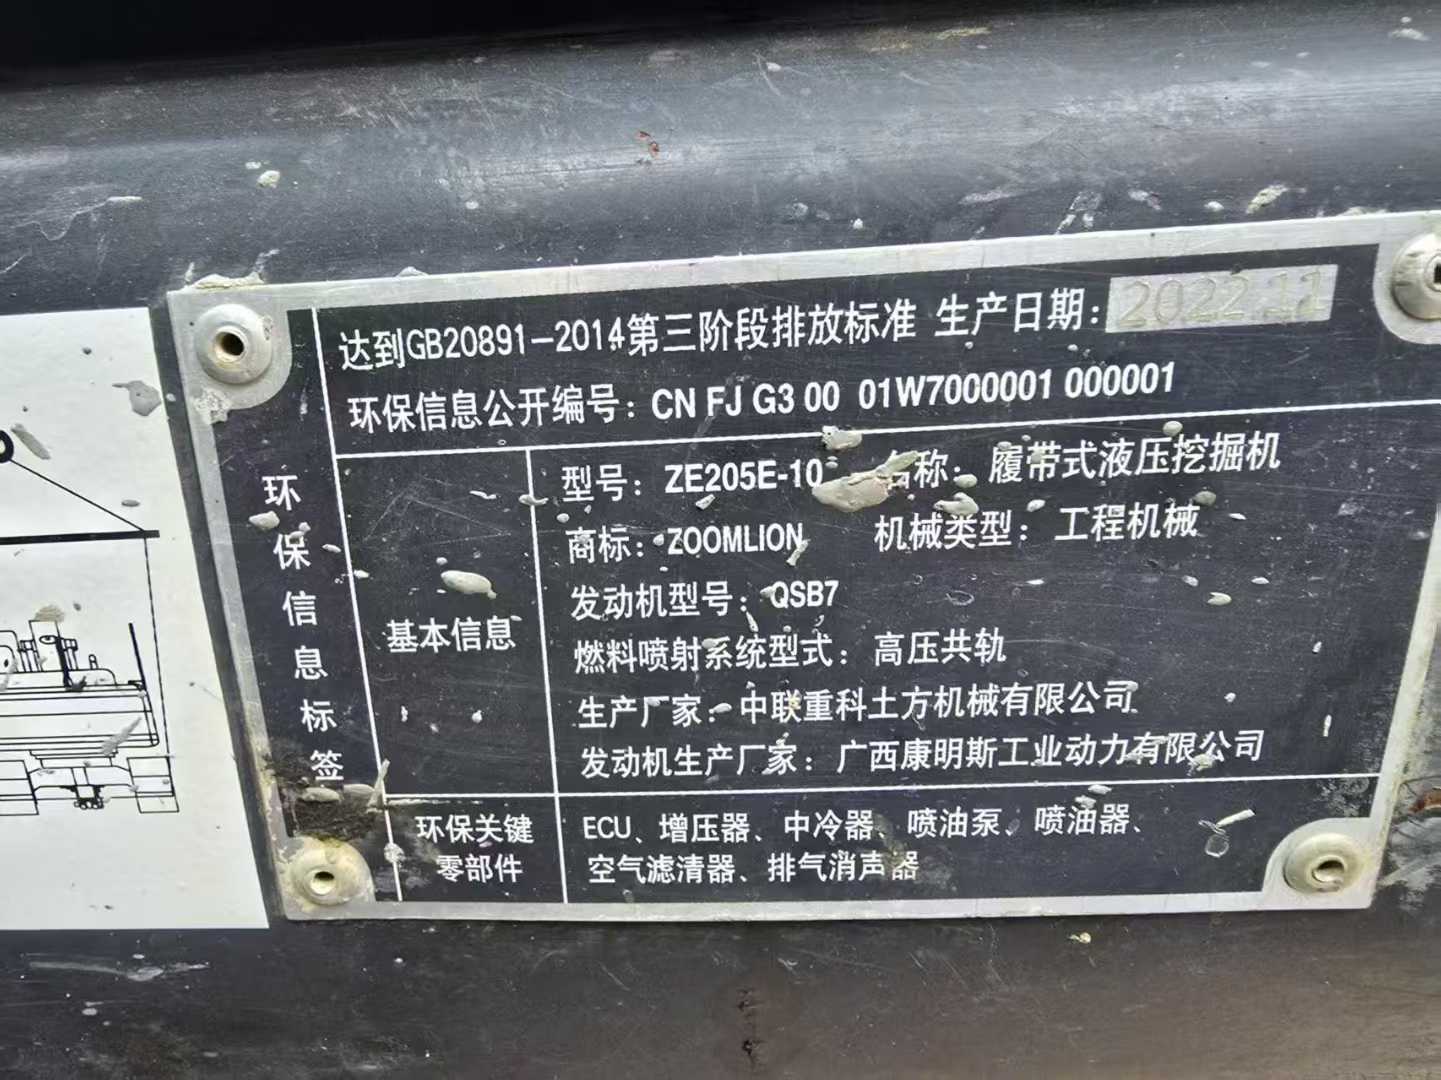 达到GB20891-2014第三阶段排放标准 生产日期: 2022.11
环保信息公开编号: CN FJ G3 00 01W7000001 000001
环保信息标签
基本信息
型号: ZE205E-10 名称: 履带式液压挖掘机
商标: ZOOMLION 机械类型: 工程机械
发动机型号: QSB7
燃料喷射系统型式: 高压共轨
生产厂家: 中联重科土方机械有限公司
发动机生产厂家: 广西康明斯工业动力有限公司
环保关键
零部件
ECU、增压器、中冷器、喷油泵、喷油器、
空气滤清器、排气消声器